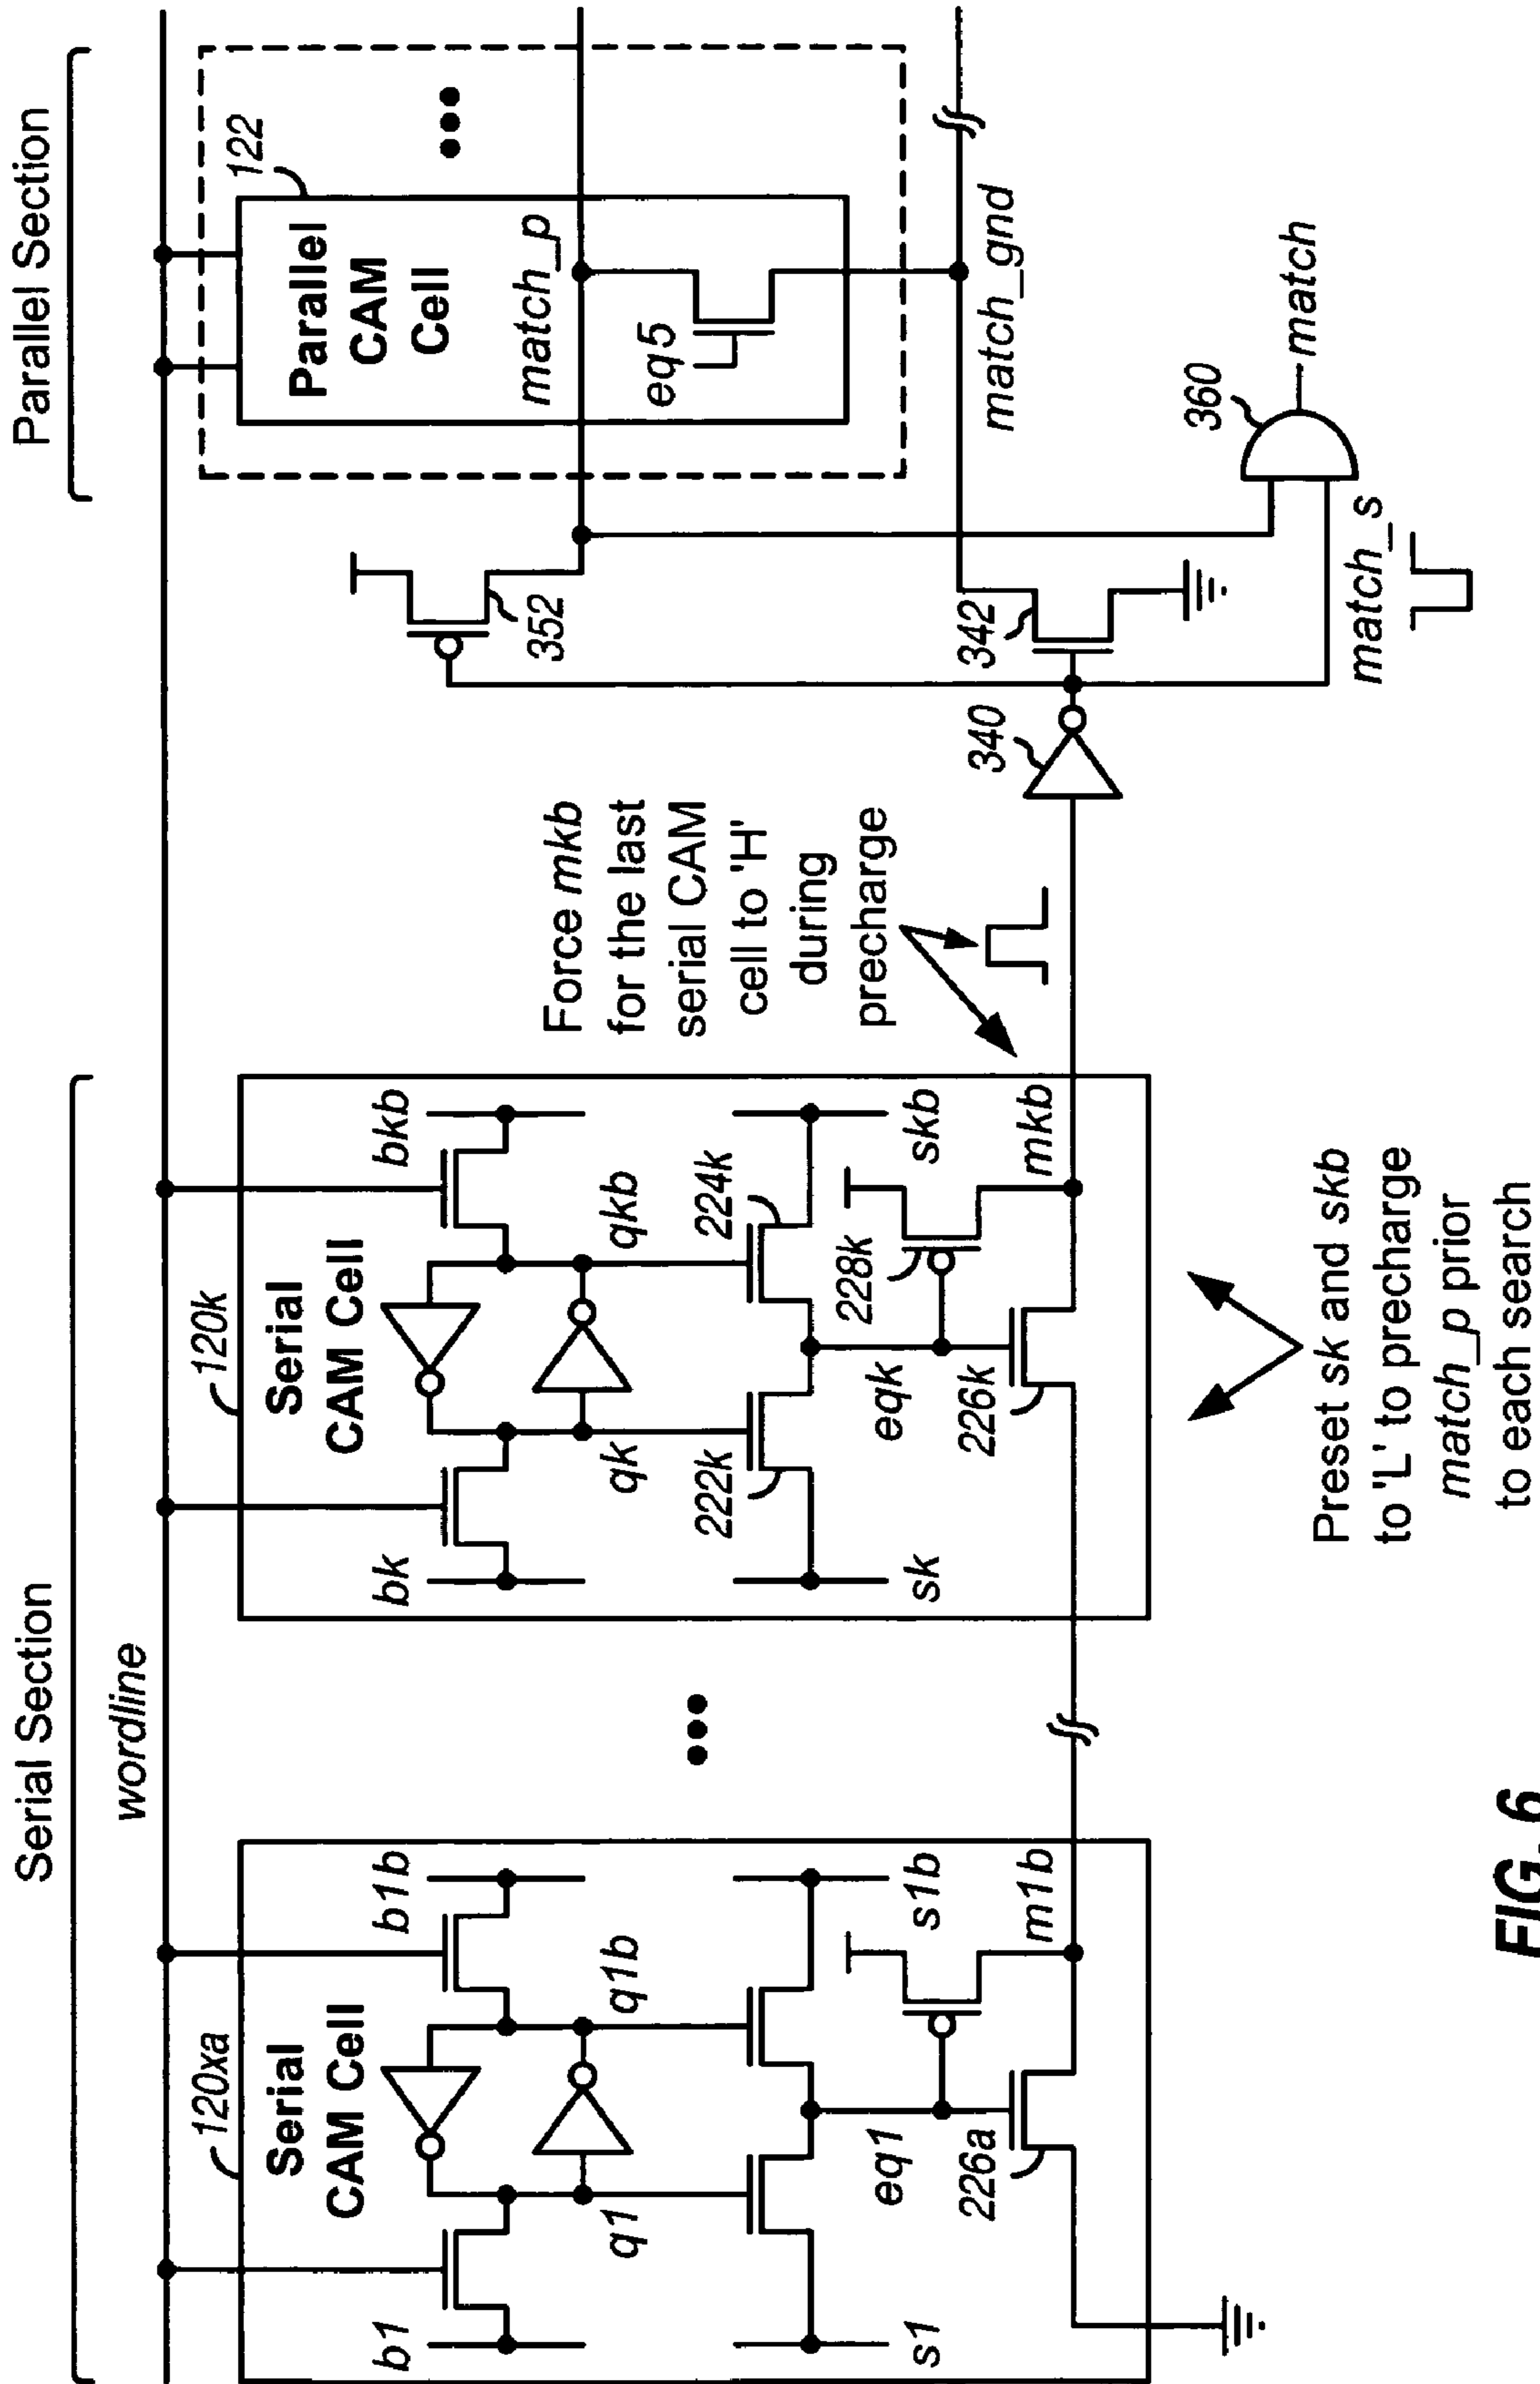 Serial Section
Parallel Section
wordline
120xa
Serial
CAM Cell
b1
b1b
q1
q1b
s1
s1b
eq1
226a
m1b
120k
Serial
CAM Cell
bk
bkb
qk
qkb
222k
224k
sk
skb
eqk
228k
226k
mkb
Force mkb
for the last
serial CAM
cell to 'H'
during
precharge
Preset sk and skb
to 'L' to precharge
match_p prior
to each search
340
342
352
122
Parallel
CAM
Cell
match_p
eq5
match_gnd
360
match
match_s
FIG. 6